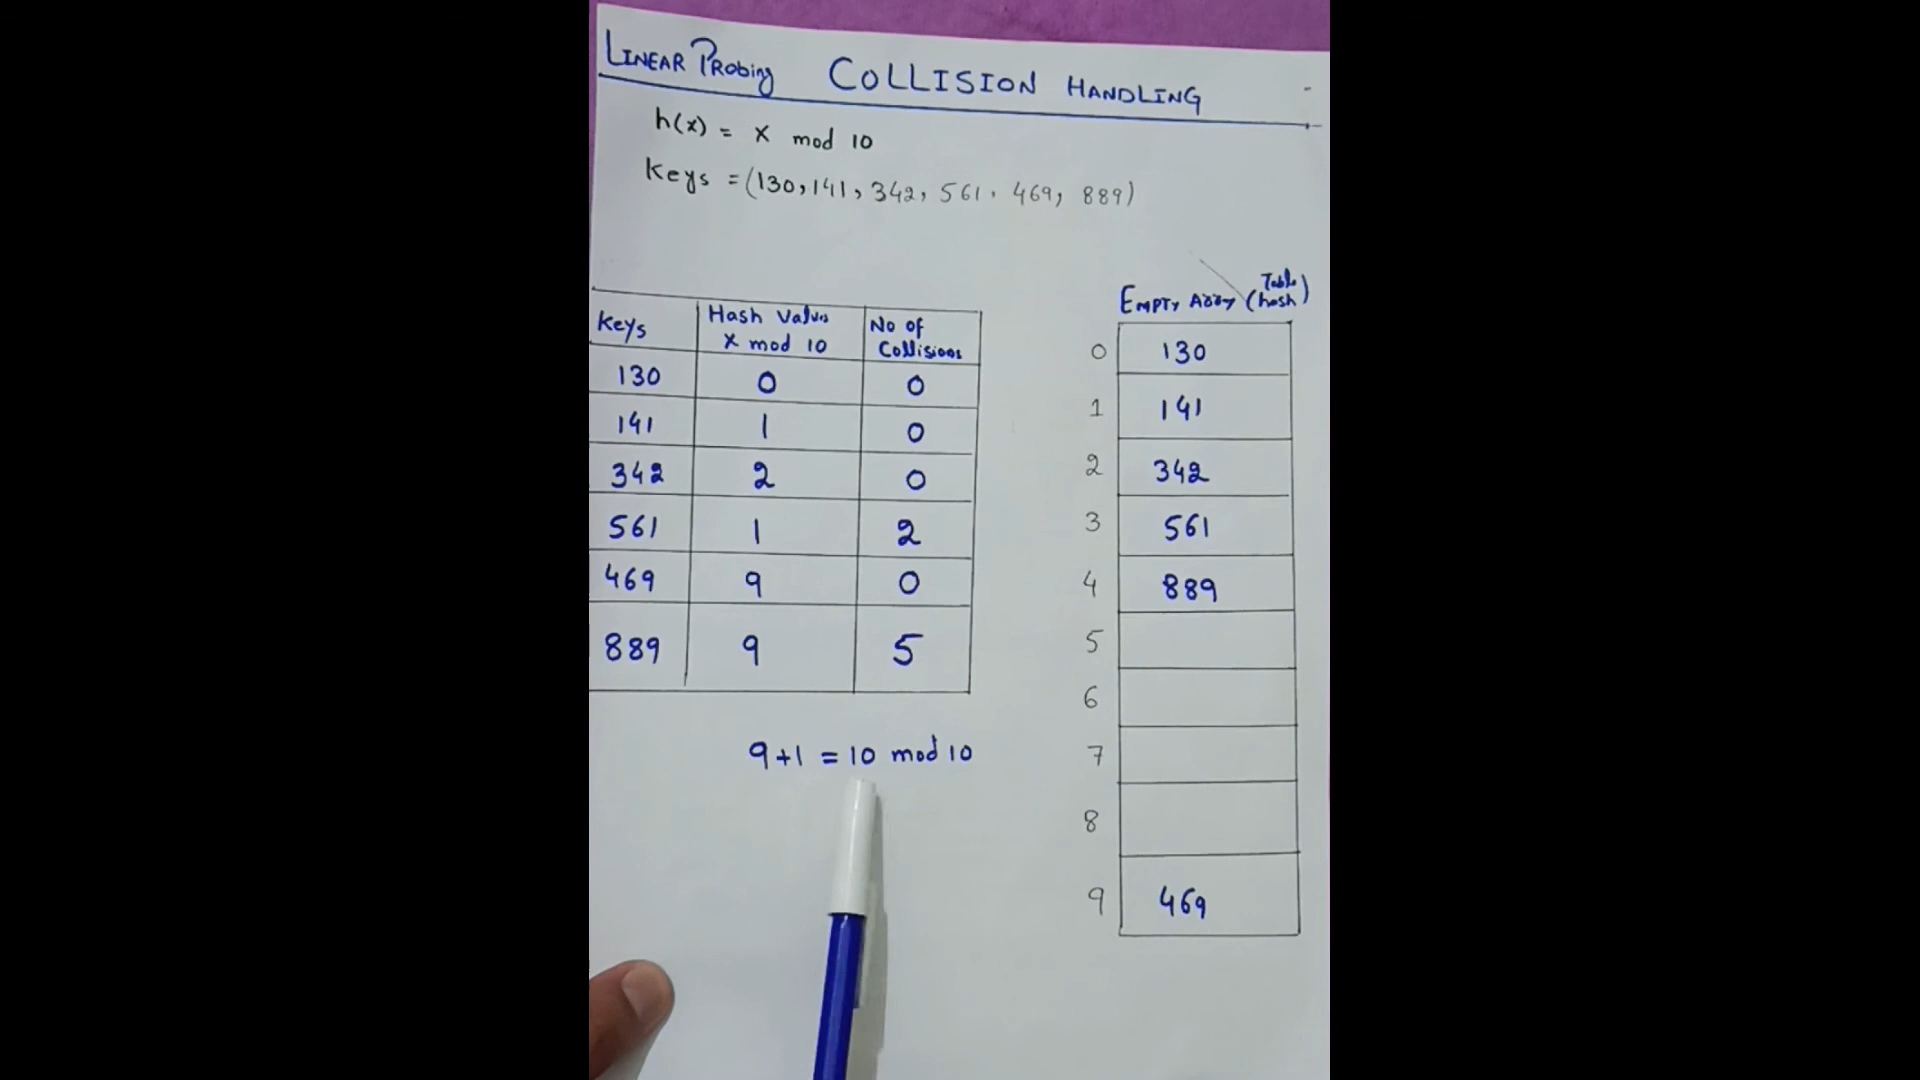 LINEAR Probing COLLISION HANDLING
h(x) = x mod 10
Keys = (130, 141, 342, 561, 469, 889)
Keys Hash Values x mod 10 No of Collisions
130 0 0
141 1 0
342 2 0
561 1 2
469 9 0
889 9 5
9+1 = 10 mod 10
Table
EMPTY Array (hash)
0 130
1 141
2 342
3 561
4 889
5
6
7
8
9 469